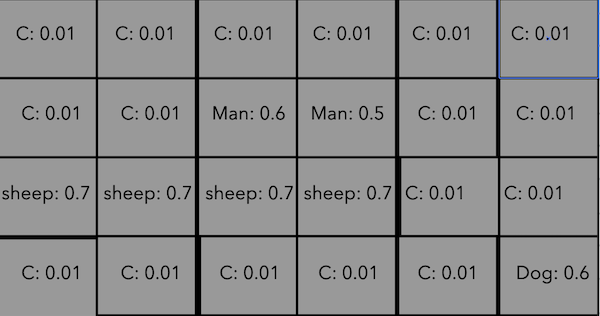 C: 0.01 C: 0.01 C: 0.01 C: 0.01 C: 0.01 C: 0.01
C: 0.01 C: 0.01 Man: 0.6 Man: 0.5 C: 0.01 C: 0.01
sheep: 0.7 sheep: 0.7 sheep: 0.7 sheep: 0.7 C: 0.01 C: 0.01
C: 0.01 C: 0.01 C: 0.01 C: 0.01 C: 0.01 Dog: 0.6